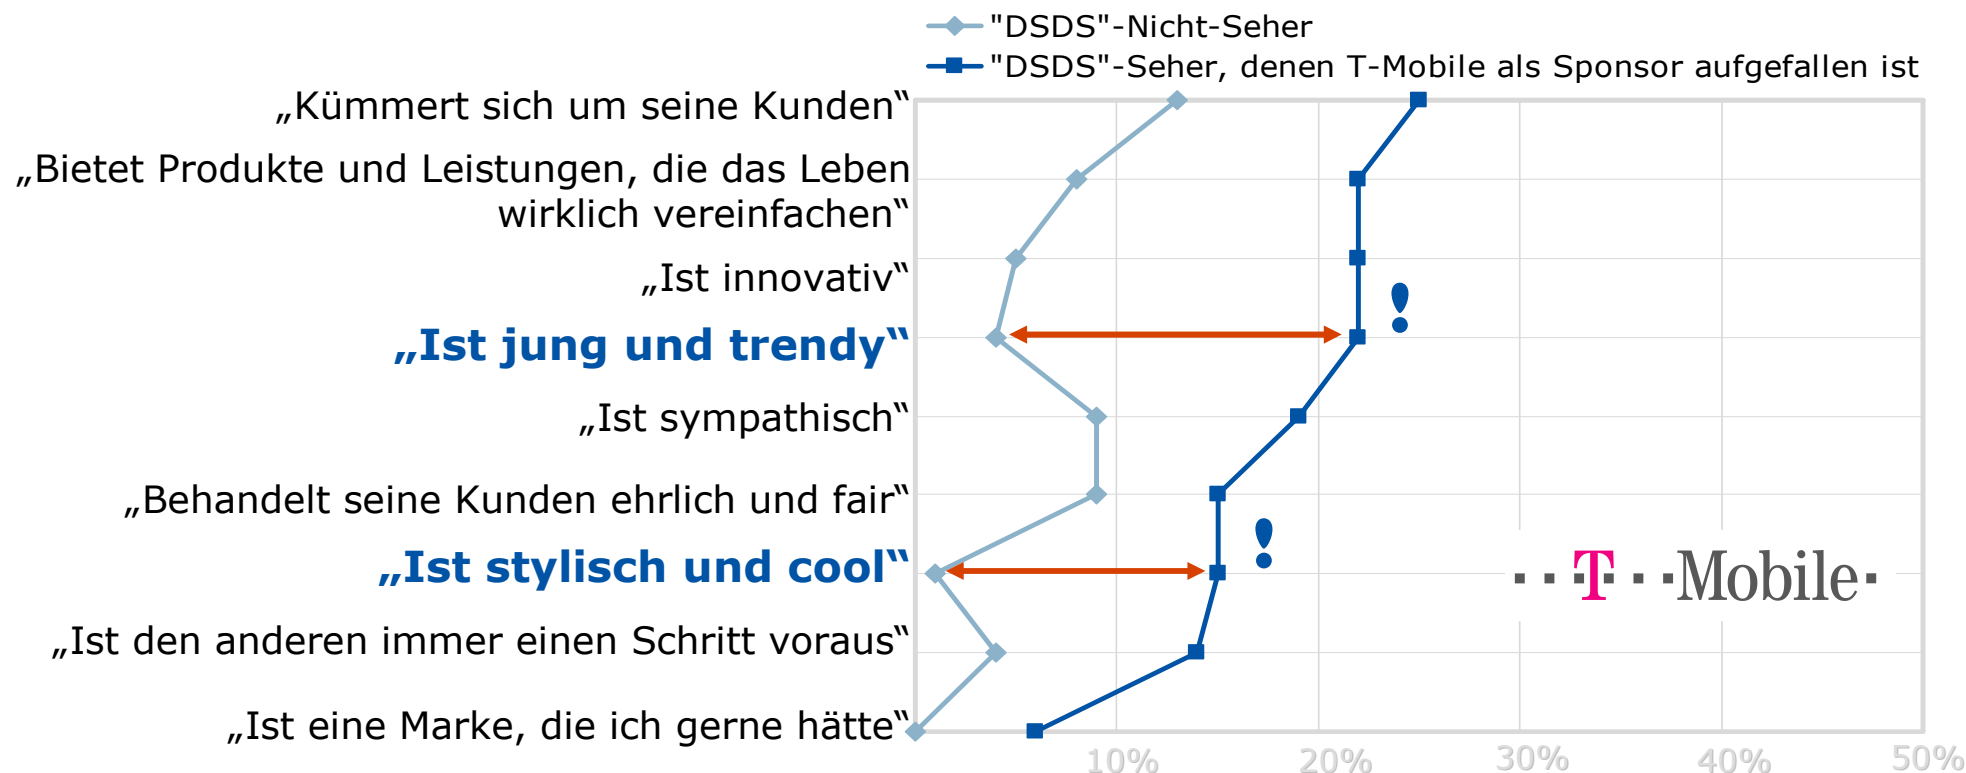 "DSDS"-Nicht-Seher
"DSDS"-Seher, denen T-Mobile als Sponsor aufgefallen ist
„Kümmert sich um seine Kunden“
„Bietet Produkte und Leistungen, die das Leben
wirklich vereinfachen“
„Ist innovativ“
„Ist jung und trendy“
!
„Ist sympathisch“
„Behandelt seine Kunden ehrlich und fair“
„Ist stylisch und cool“
!
· · T · · Mobile ·
„Ist den anderen immer einen Schritt voraus“
„Ist eine Marke, die ich gerne hätte“
10% 20% 30% 40% 50%